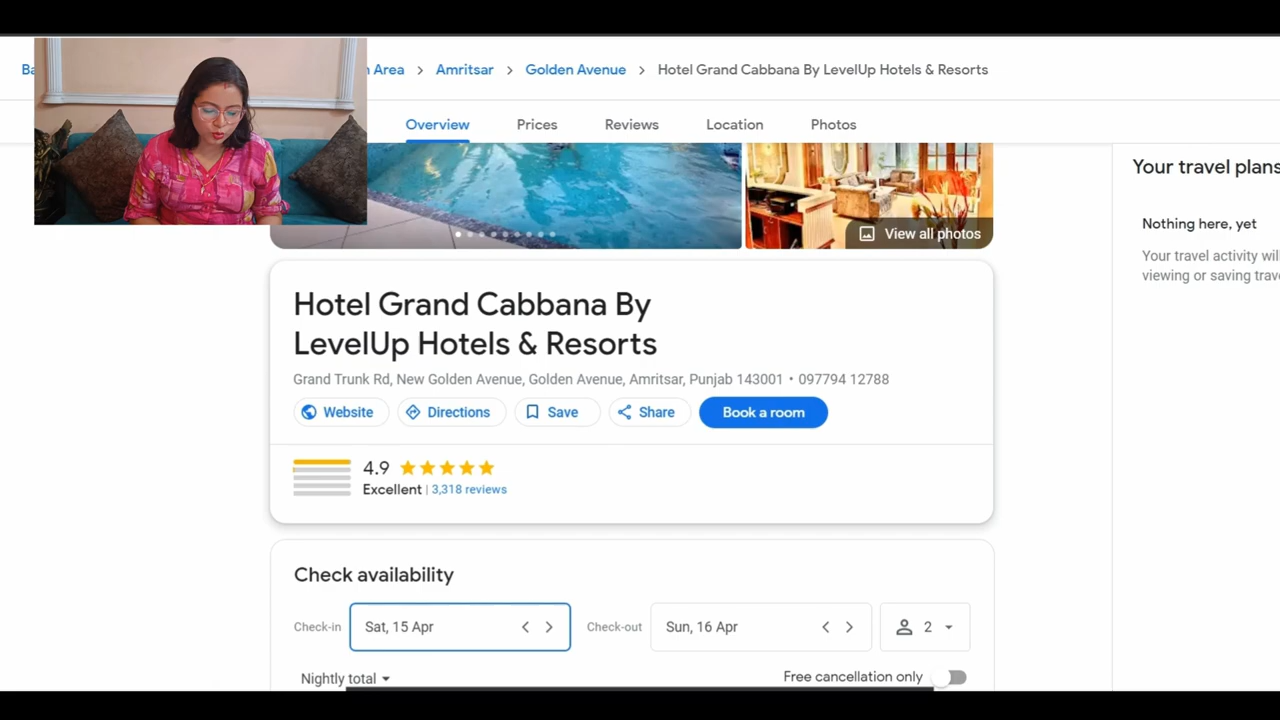 Area > Amritsar > Golden Avenue > Hotel Grand Cabbana By LevelUp Hotels & Resorts
Overview Prices Reviews Location Photos
View all photos
Your travel plans
Nothing here, yet
Your travel activity
viewing or saving
Hotel Grand Cabbana By
LevelUp Hotels & Resorts
Grand Trunk Rd, New Golden Avenue, Golden Avenue, Amritsar, Punjab 143001 • 097794 12788
Website Directions Save Share Book a room
4.9
Excellent | 3,318 reviews
Check availability
Check-in Sat, 15 Apr Check-out Sun, 16 Apr 2
Nightly total Free cancellation only